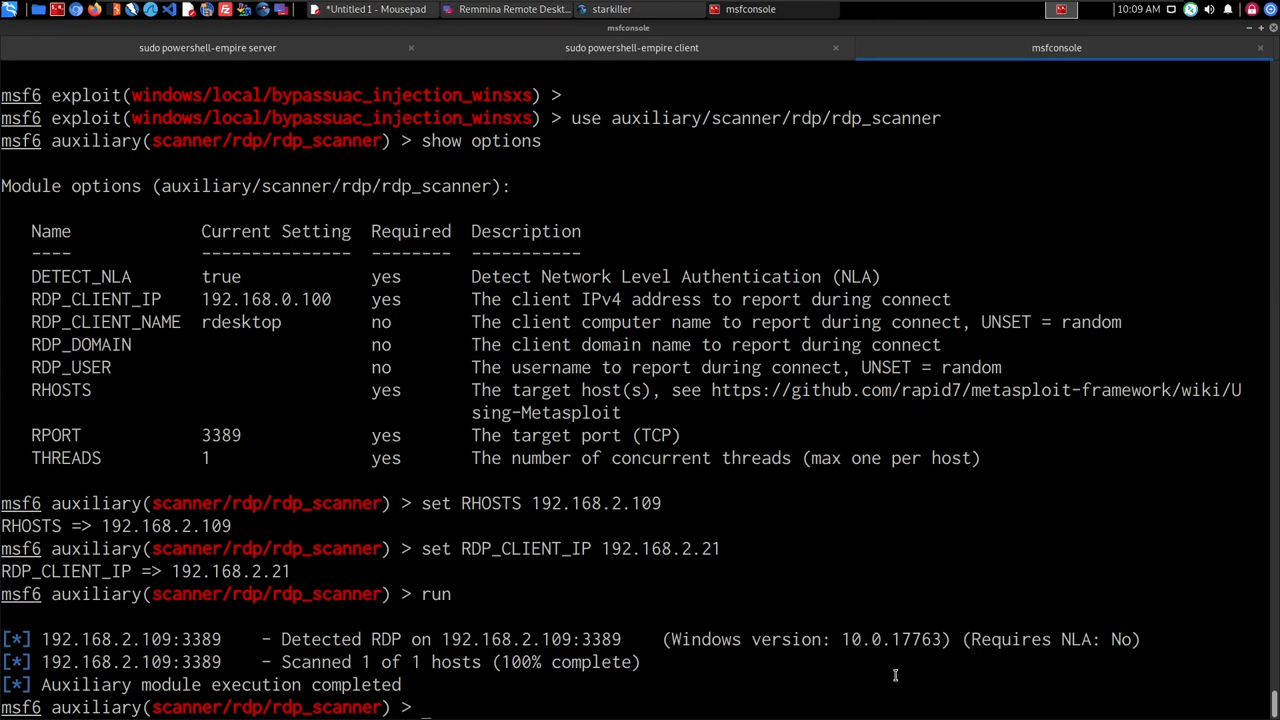 *Untitled 1 - Mousepad
Remmina Remote Deskt...
starkiller
msfconsole
10:09 AM
msfconsole
sudo powershell-empire server
sudo powershell-empire client
msfconsole
msf6 exploit(windows/local/bypassuac_injection_winsxs) >
msf6 exploit(windows/local/bypassuac_injection_winsxs) > use auxiliary/scanner/rdp/rdp_scanner
msf6 auxiliary(scanner/rdp/rdp_scanner) > show options
Module options (auxiliary/scanner/rdp/rdp_scanner):
Name Current Setting Required Description
---- --------------- -------- -----------
DETECT_NLA true yes Detect Network Level Authentication (NLA)
RDP_CLIENT_IP 192.168.0.100 yes The client IPv4 address to report during connect
RDP_CLIENT_NAME rdesktop no The client computer name to report during connect, UNSET = random
RDP_DOMAIN no The client domain name to report during connect
RDP_USER no The username to report during connect, UNSET = random
RHOSTS yes The target host(s), see https://github.com/rapid7/metasploit-framework/wiki/U
sing-Metasploit
RPORT 3389 yes The target port (TCP)
THREADS 1 yes The number of concurrent threads (max one per host)
msf6 auxiliary(scanner/rdp/rdp_scanner) > set RHOSTS 192.168.2.109
RHOSTS => 192.168.2.109
msf6 auxiliary(scanner/rdp/rdp_scanner) > set RDP_CLIENT_IP 192.168.2.21
RDP_CLIENT_IP => 192.168.2.21
msf6 auxiliary(scanner/rdp/rdp_scanner) > run
[*] 192.168.2.109:3389 - Detected RDP on 192.168.2.109:3389 (Windows version: 10.0.17763) (Requires NLA: No)
[*] 192.168.2.109:3389 - Scanned 1 of 1 hosts (100% complete)
[*] Auxiliary module execution completed
msf6 auxiliary(scanner/rdp/rdp_scanner) > _